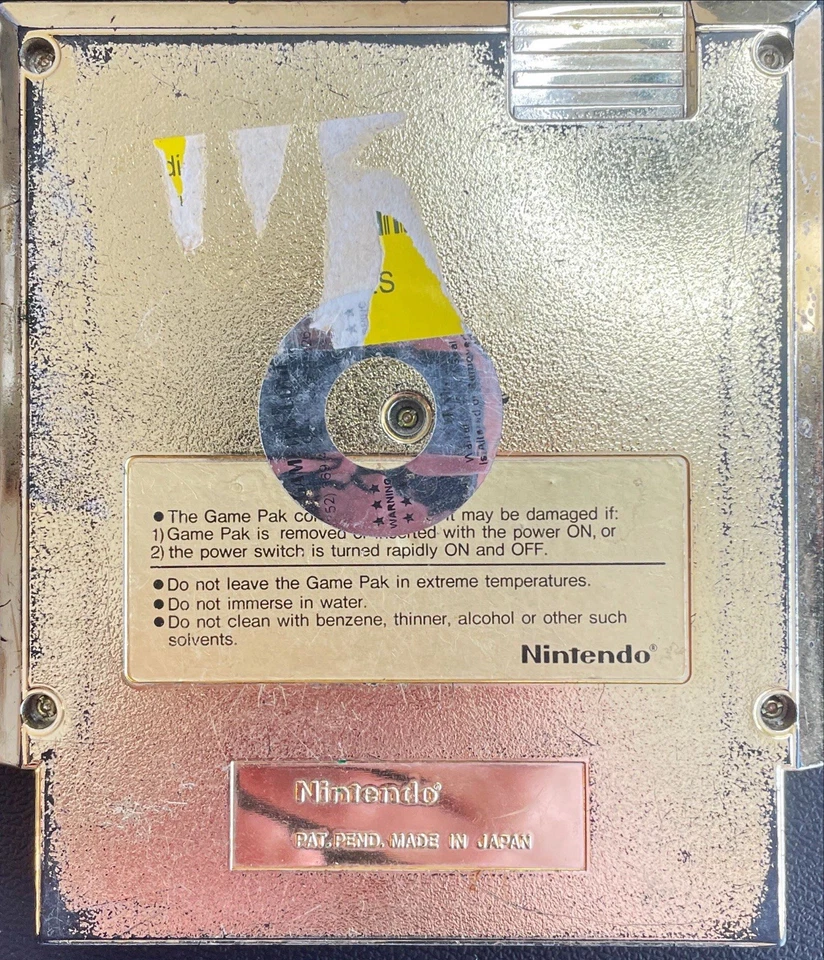 di
S
WARNING
● The Game Pak may be damaged if:
1) Game Pak is removed or inserted with the power ON, or
2) the power switch is turned rapidly ON and OFF.
● Do not leave the Game Pak in extreme temperatures.
● Do not immerse in water.
● Do not clean with benzene, thinner, alcohol or other such
solvents.
Nintendo®
Nintendo®
PAT. PEND. MADE IN JAPAN